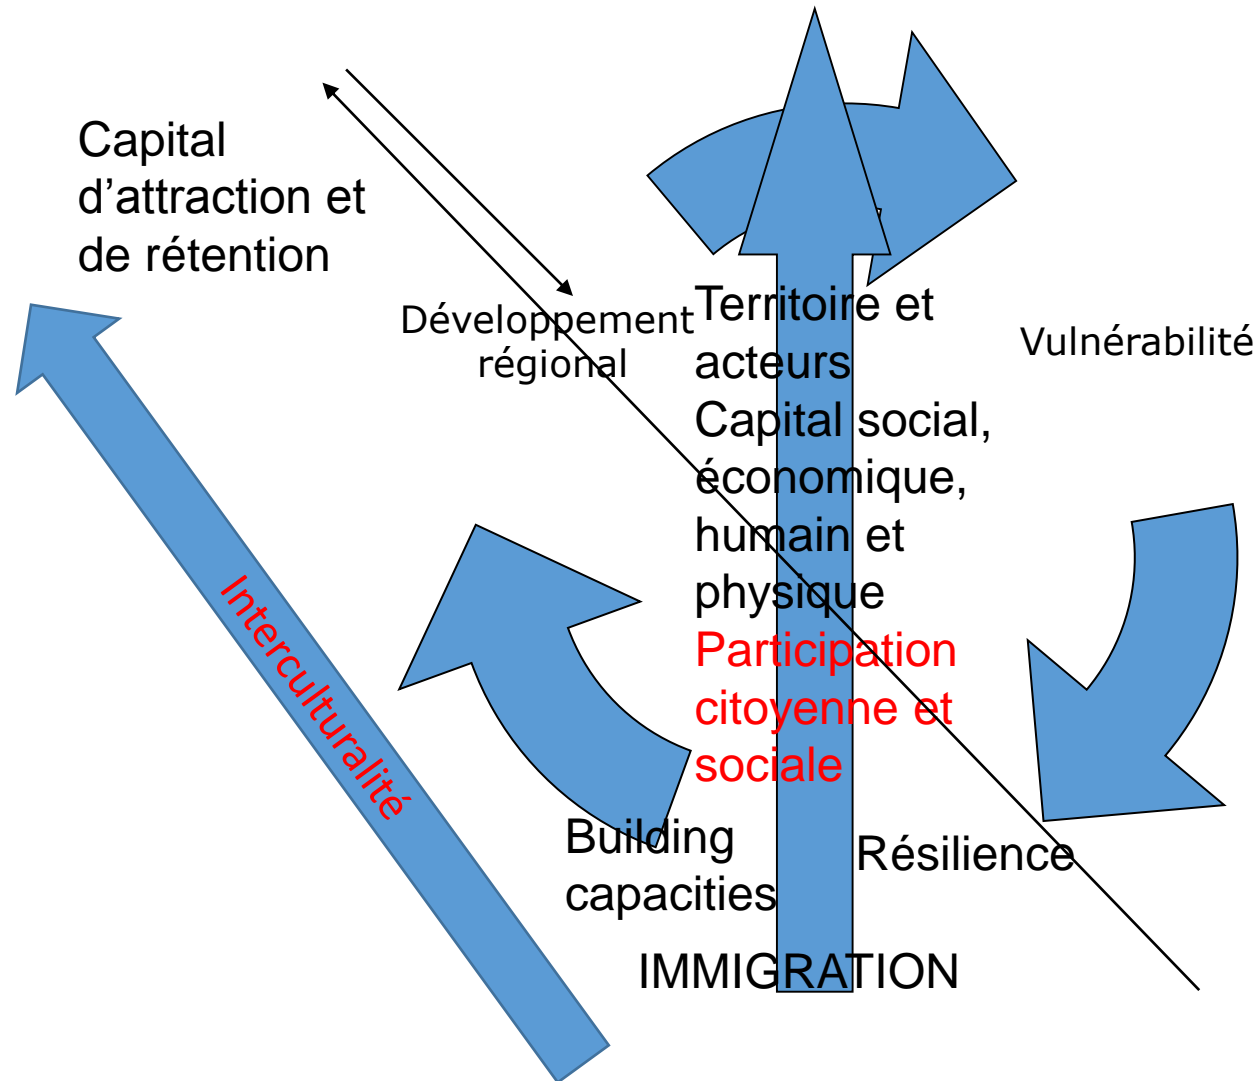 Capital
d’attraction et
de rétention
Développement
régional
Territoire et
acteurs
Capital social,
économique,
humain et
physique
Participation
citoyenne et
sociale
Vulnérabilité
Interculturalité
Building
capacities
Résilience
IMMIGRATION